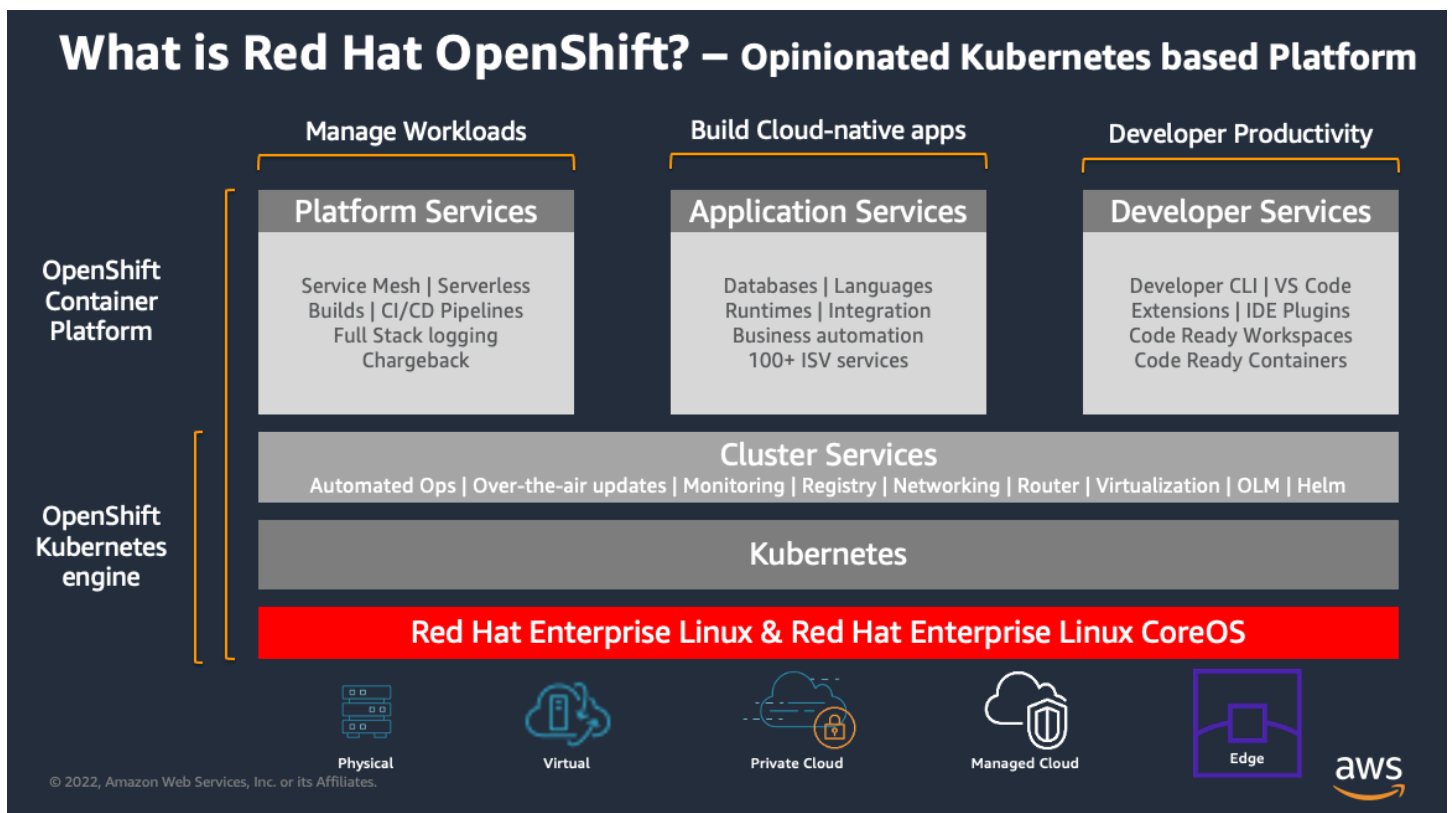 What is Red Hat OpenShift? – Opinionated Kubernetes based Platform
Manage Workloads
Build Cloud-native apps
Developer Productivity
OpenShift
Container
Platform
Platform Services
Service Mesh | Serverless
Builds | CI/CD Pipelines
Full Stack logging
Chargeback
Application Services
Databases | Languages
Runtimes | Integration
Business automation
100+ ISV services
Developer Services
Developer CLI | VS Code
Extensions | IDE Plugins
Code Ready Workspaces
Code Ready Containers
OpenShift
Kubernetes
engine
Cluster Services
Automated Ops | Over-the-air updates | Monitoring | Registry | Networking | Router | Virtualization | OLM | Helm
Kubernetes
Red Hat Enterprise Linux & Red Hat Enterprise Linux CoreOS
Physical
Virtual
Private Cloud
Managed Cloud
Edge
© 2022, Amazon Web Services, Inc. or its Affiliates.
aws